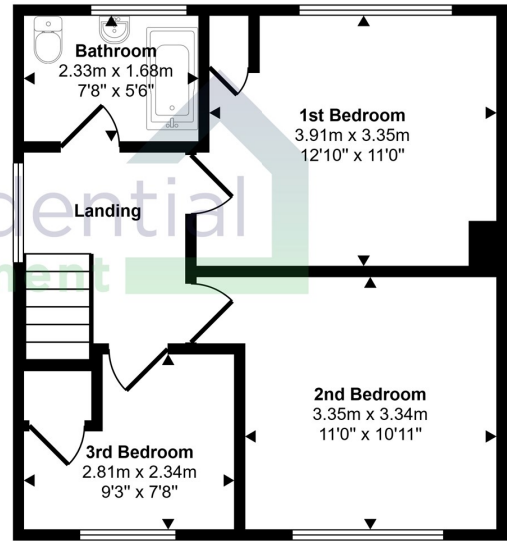 Bathroom
2.33m x 1.68m
7'8" x 5'6"
1st Bedroom
3.91m x 3.35m
12'10" x 11'0"
Landing
dential
ment
2nd Bedroom
3.35m x 3.34m
11'0" x 10'11"
3rd Bedroom
2.81m x 2.34m
9'3" x 7'8"